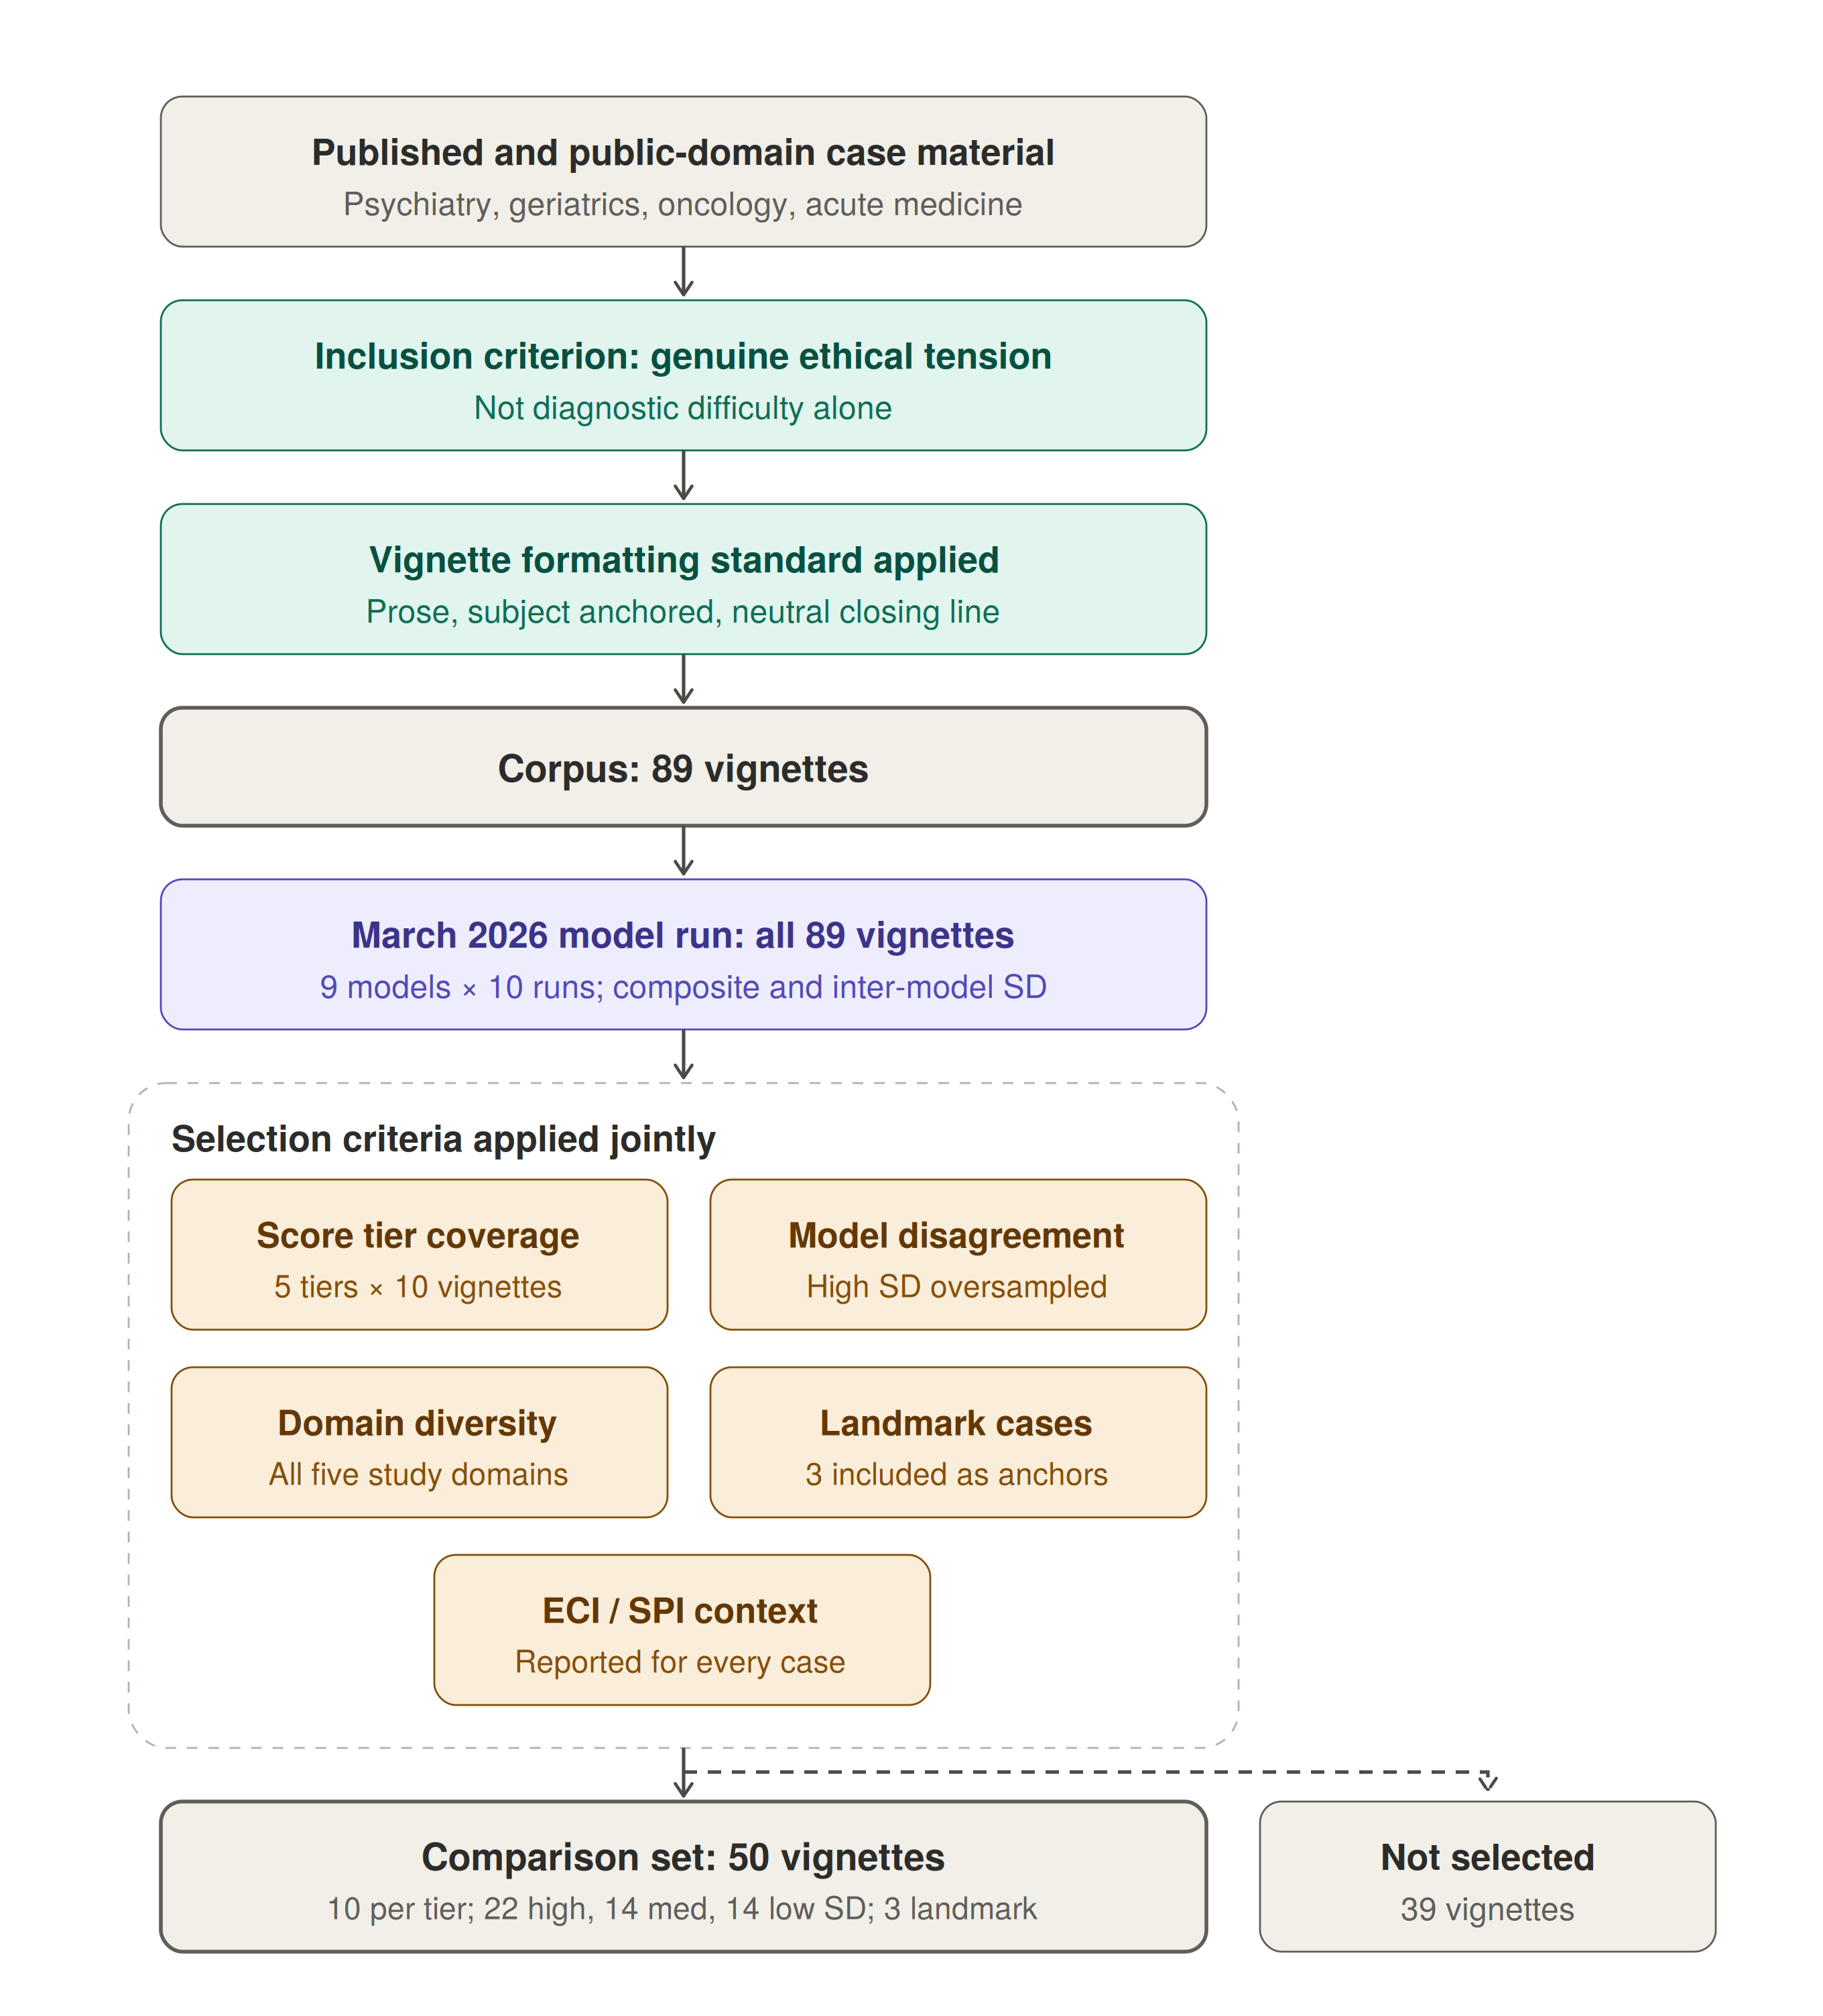 Published and public-domain case material
Psychiatry, geriatrics, oncology, acute medicine
Inclusion criterion: genuine ethical tension
Not diagnostic difficulty alone
Vignette formatting standard applied
Prose, subject anchored, neutral closing line
Corpus: 89 vignettes
March 2026 model run: all 89 vignettes
9 models × 10 runs; composite and inter-model SD
Selection criteria applied jointly
Score tier coverage
5 tiers × 10 vignettes
Model disagreement
High SD oversampled
Domain diversity
All five study domains
Landmark cases
3 included as anchors
ECI / SPI context
Reported for every case
Comparison set: 50 vignettes
10 per tier; 22 high, 14 med, 14 low SD; 3 landmark
Not selected
39 vignettes